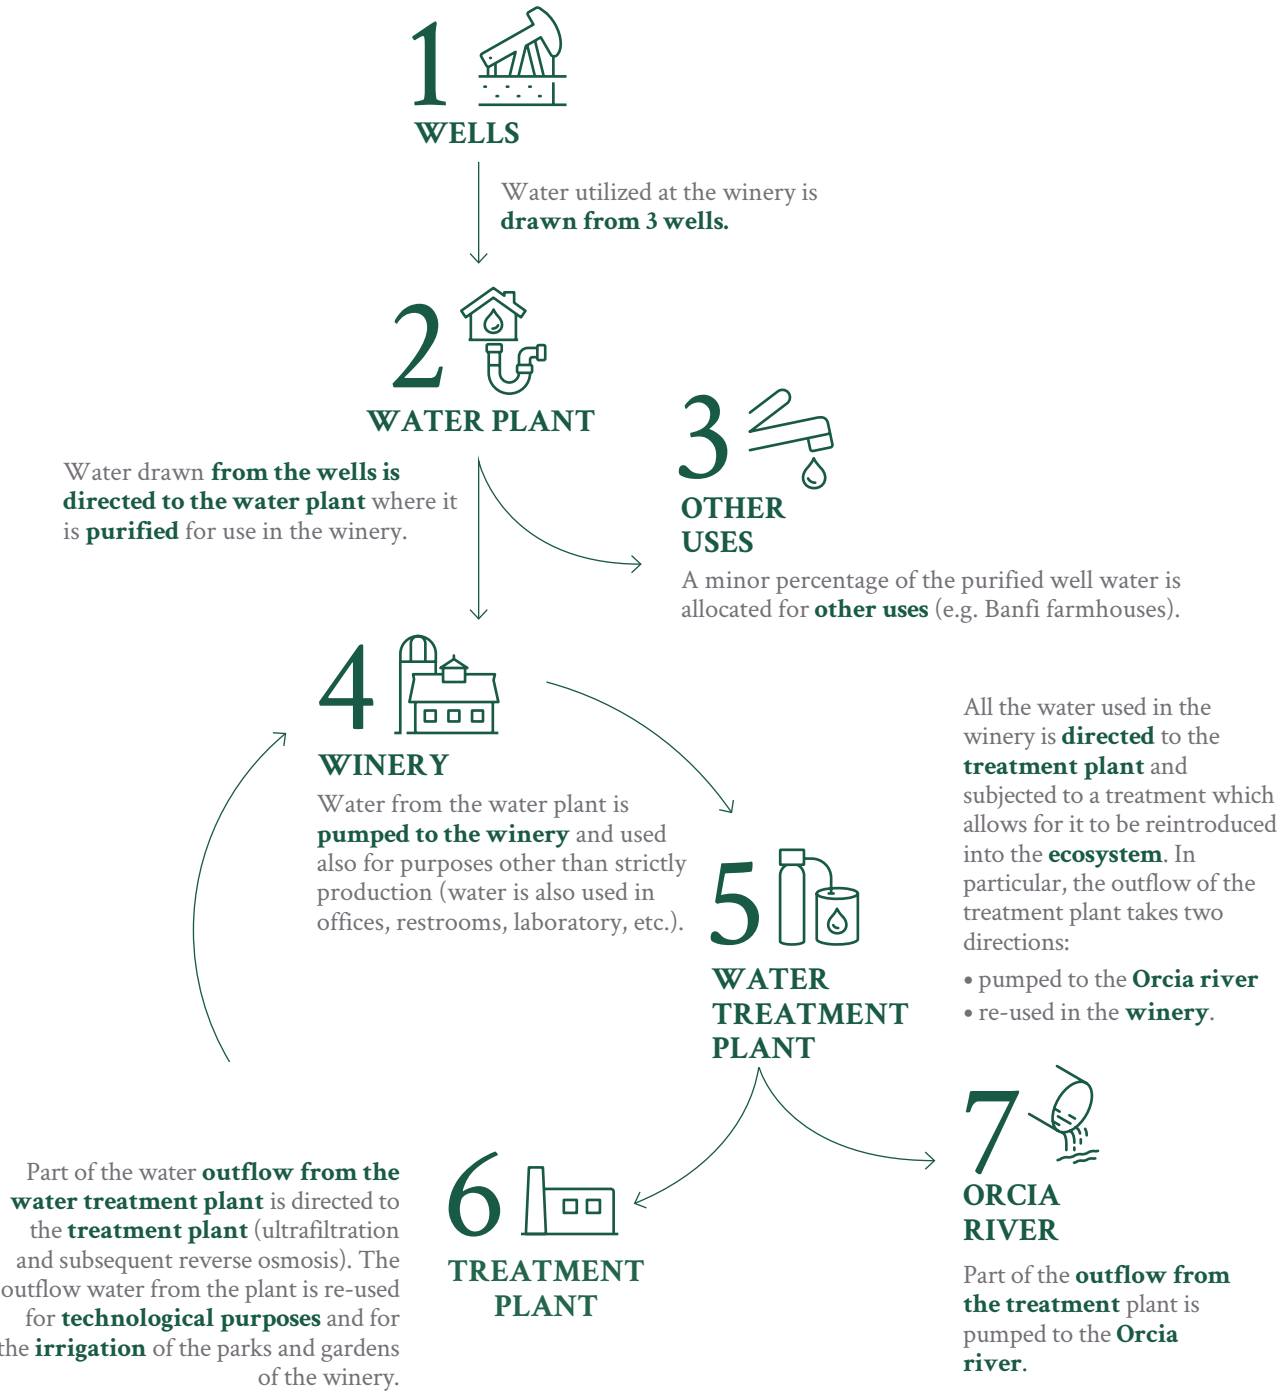 1
WELLS
Water utilized at the winery is
drawn from 3 wells.
2
WATER PLANT
Water drawn from the wells is
directed to the water plant where it
is purified for use in the winery.
3
OTHER
USES
A minor percentage of the purified well water is
allocated for other uses (e.g. Banfi farmhouses).
4
WINERY
Water from the water plant is
pumped to the winery and used
also for purposes other than strictly
production (water is also used in
offices, restrooms, laboratory, etc.).
5
WATER
TREATMENT
PLANT
All the water used in the
winery is directed to the
treatment plant and
subjected to a treatment which
allows for it to be reintroduced
into the ecosystem. In
particular, the outflow of the
treatment plant takes two
directions:
• pumped to the Orcia river
• re-used in the winery.
6
TREATMENT
PLANT
Part of the water outflow from the
water treatment plant is directed to
the treatment plant (ultrafiltration
and subsequent reverse osmosis). The
outflow water from the plant is re-used
for technological purposes and for
the irrigation of the parks and gardens
of the winery.
7
ORCIA
RIVER
Part of the outflow from
the treatment plant is
pumped to the Orcia
river.